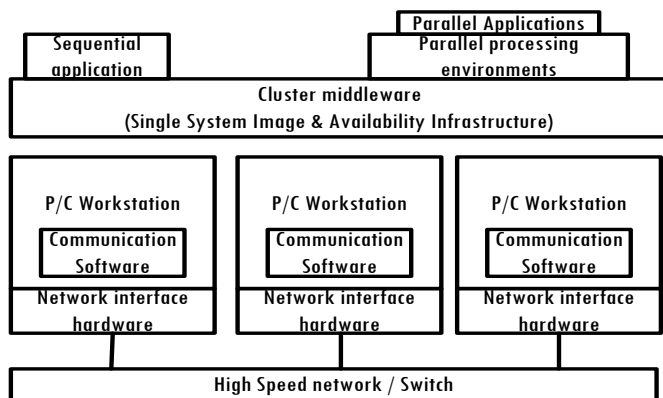 Parallel Applications
Sequential
application
Parallel processing
environments
Cluster middleware
(Single System Image & Availability Infrastructure)
P/C Workstation
Communication
Software
Network interface
hardware
P/C Workstation
Communication
Software
Network interface
hardware
P/C Workstation
Communication
Software
Network interface
hardware
High Speed network / Switch